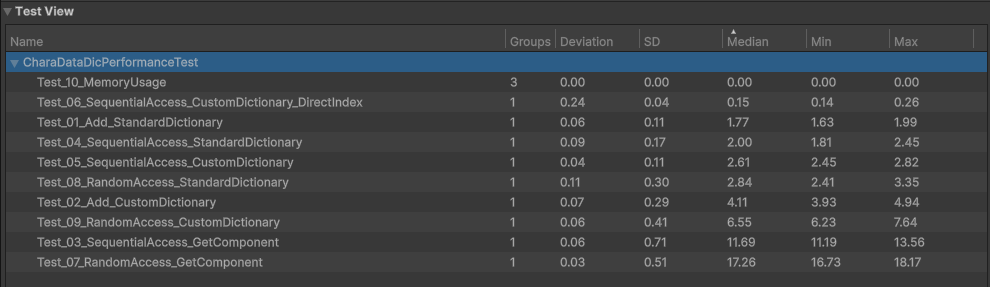 Test View
Name Groups Deviation SD Median Min Max
CharaDataDicPerformanceTest
Test_10_MemoryUsage 3 0.00 0.00 0.00 0.00 0.00
Test_06_SequentialAccess_CustomDictionary_DirectIndex 1 0.24 0.04 0.15 0.14 0.26
Test_01_Add_StandardDictionary 1 0.06 0.11 1.77 1.63 1.99
Test_04_SequentialAccess_StandardDictionary 1 0.09 0.17 2.00 1.81 2.45
Test_05_SequentialAccess_CustomDictionary 1 0.04 0.11 2.61 2.45 2.82
Test_08_RandomAccess_StandardDictionary 1 0.11 0.30 2.84 2.41 3.35
Test_02_Add_CustomDictionary 1 0.07 0.29 4.11 3.93 4.94
Test_09_RandomAccess_CustomDictionary 1 0.06 0.41 6.55 6.23 7.64
Test_03_SequentialAccess_GetComponent 1 0.06 0.71 11.69 11.19 13.56
Test_07_RandomAccess_GetComponent 1 0.03 0.51 17.26 16.73 18.17